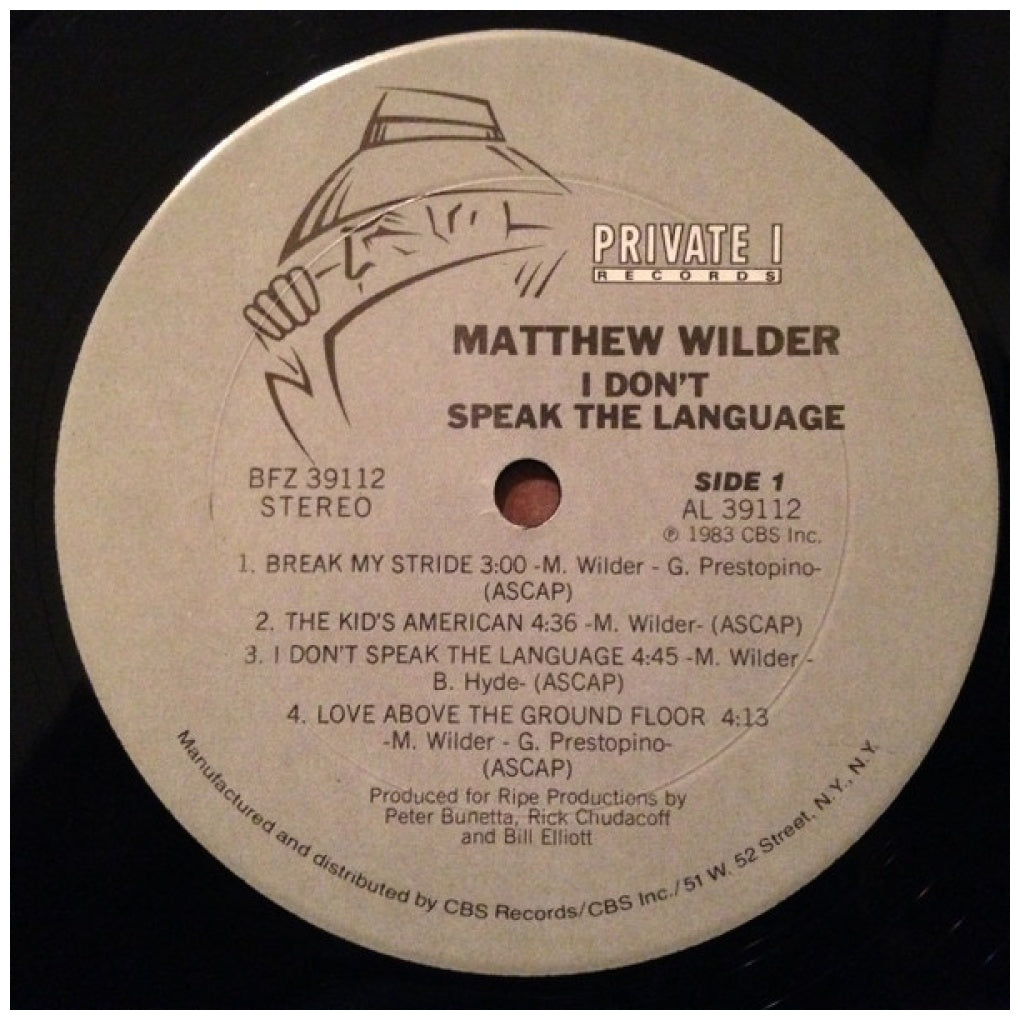 PRIVATE I
RECORDS
MATTHEW WILDER
I DON'T
SPEAK THE LANGUAGE
BFZ 39112
STEREO
SIDE 1
AL 39112
℗ 1983 CBS Inc.
1. BREAK MY STRIDE 3:00 -M. Wilder - G. Prestopino-
(ASCAP)
2. THE KID'S AMERICAN 4:36 -M. Wilder- (ASCAP)
3. I DON'T SPEAK THE LANGUAGE 4:45 -M. Wilder -
B. Hyde- (ASCAP)
4. LOVE ABOVE THE GROUND FLOOR 4:13
-M. Wilder - G. Prestopino-
(ASCAP)
Produced for Ripe Productions by
Peter Bunetta, Rick Chudacoff
and Bill Elliott
Manufactured and distributed by CBS Records/CBS Inc./51 W. 52 Street, N.Y., N.Y.